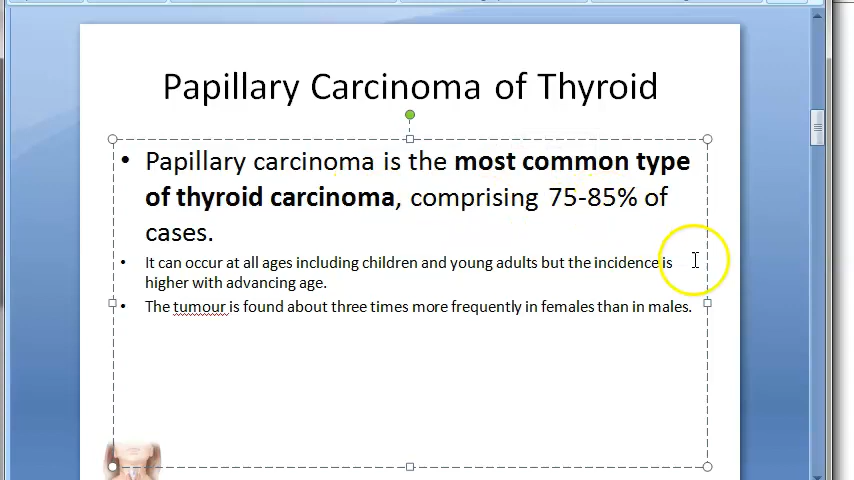 Papillary Carcinoma of Thyroid
• Papillary carcinoma is the most common type
of thyroid carcinoma, comprising 75-85% of
cases.
• It can occur at all ages including children and young adults but the incidence is
higher with advancing age.
• The tumour is found about three times more frequently in females than in males.